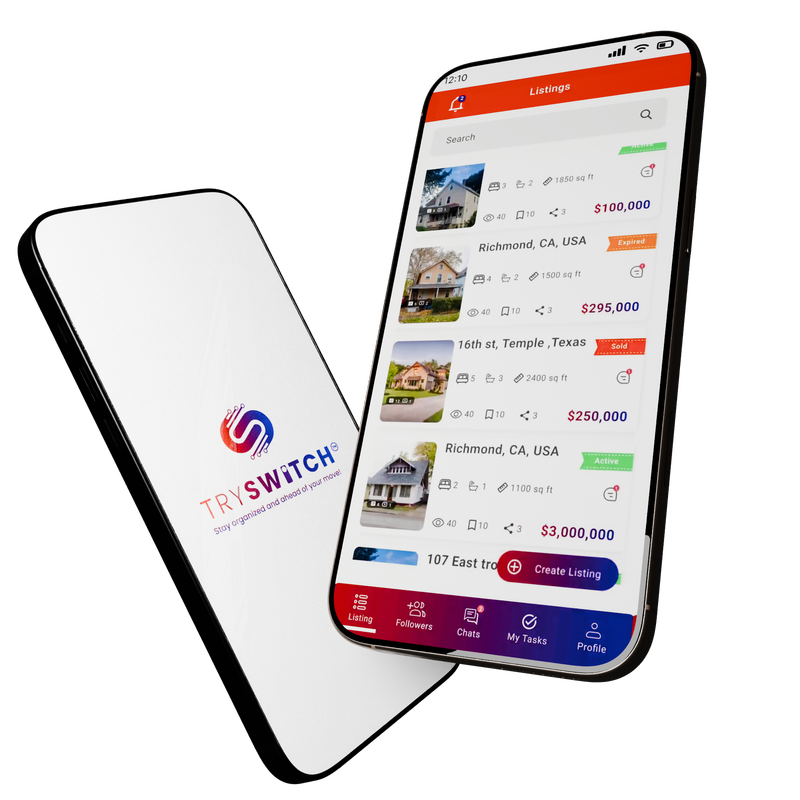 12:10
Listings
2
Search
Active
3 2 1850 sq ft
40 10 3 $100,000
Richmond, CA, USA Expired
4 2 1500 sq ft
40 10 3 $295,000
16th st, Temple ,Texas Sold
5 3 2400 sq ft
40 10 3 $250,000
Richmond, CA, USA Active
2 1 1100 sq ft
40 10 3 $3,000,000
107 East tro
Create Listing
Listing Followers Chats My Tasks Profile
TRYSWITCH
Stay organized and ahead of your move!